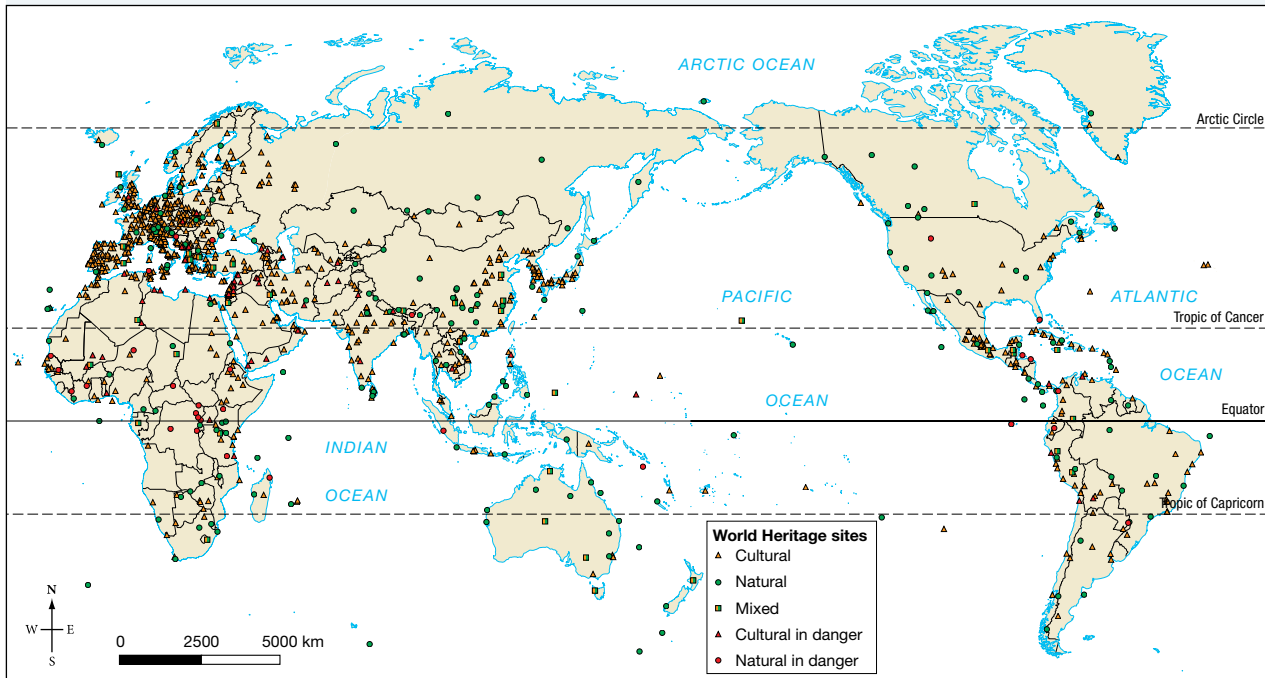 ARCTIC OCEAN
Arctic Circle
PACIFIC
ATLANTIC
Tropic of Cancer
OCEAN
OCEAN
Equator
INDIAN
OCEAN
Tropic of Capricorn
World Heritage sites
Cultural
Natural
Mixed
Cultural in danger
Natural in danger
N
W E
S
0 2500 5000 km